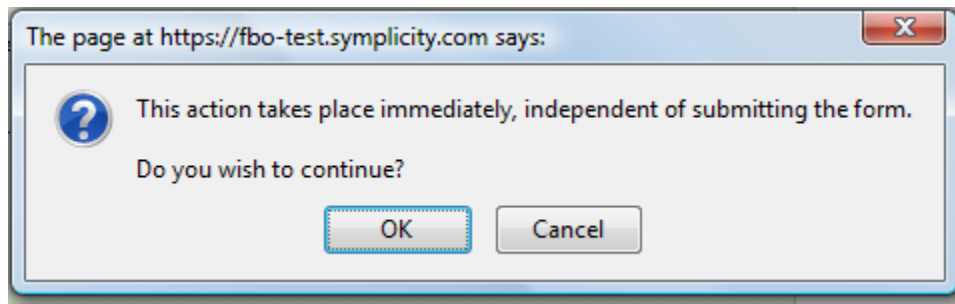 The page at https://fbo-test.symplicity.com says:
This action takes place immediately, independent of submitting the form.
Do you wish to continue?
OK
Cancel